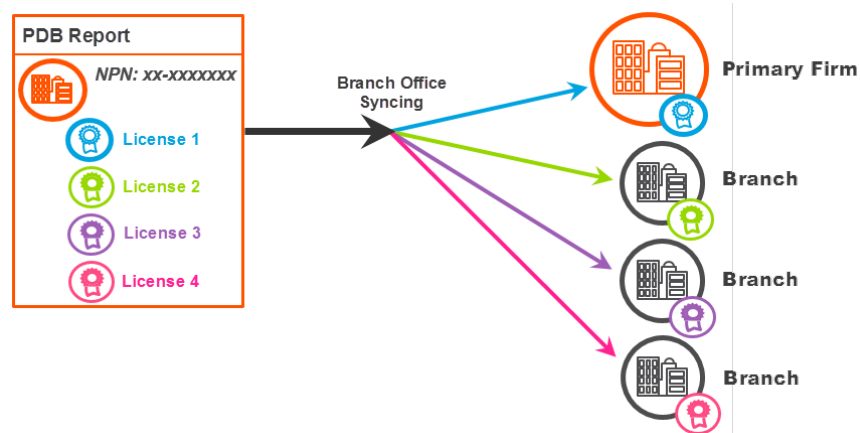 PDB Report
NPN: xx-xxxxxxx
License 1
License 2
License 3
License 4
Branch Office
Syncing
Primary Firm
Branch
Branch
Branch